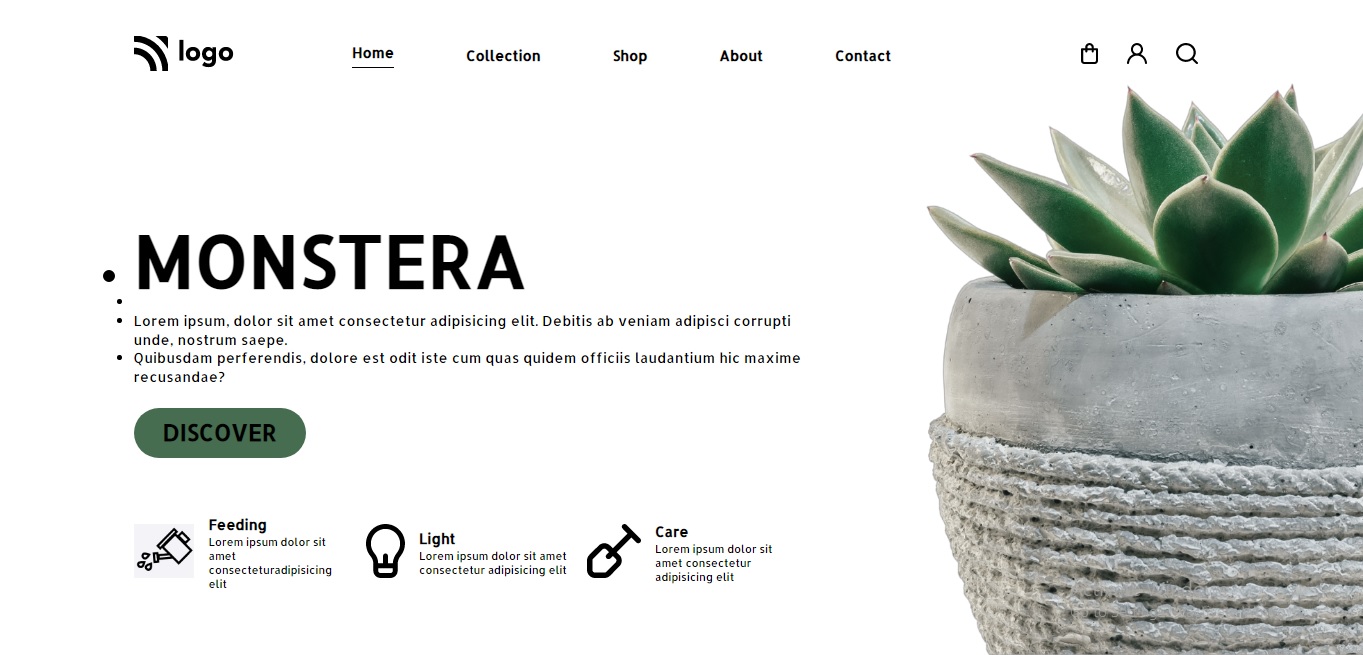 logo
Home
Collection
Shop
About
Contact
MONSTERA
Lorem ipsum, dolor sit amet consectetur adipisicing elit. Debitis ab veniam adipisci corrupti
unde, nostrum saepe.
Quibusdam perferendis, dolore est odit iste cum quas quidem officiis laudantium hic maxime
recusandae?
DISCOVER
Feeding
Lorem ipsum dolor sit
amet
consecteturadipisicing
elit
Light
Lorem ipsum dolor sit amet
consectetur adipisicing elit
Care
Lorem ipsum dolor sit
amet consectetur
adipisicing elit